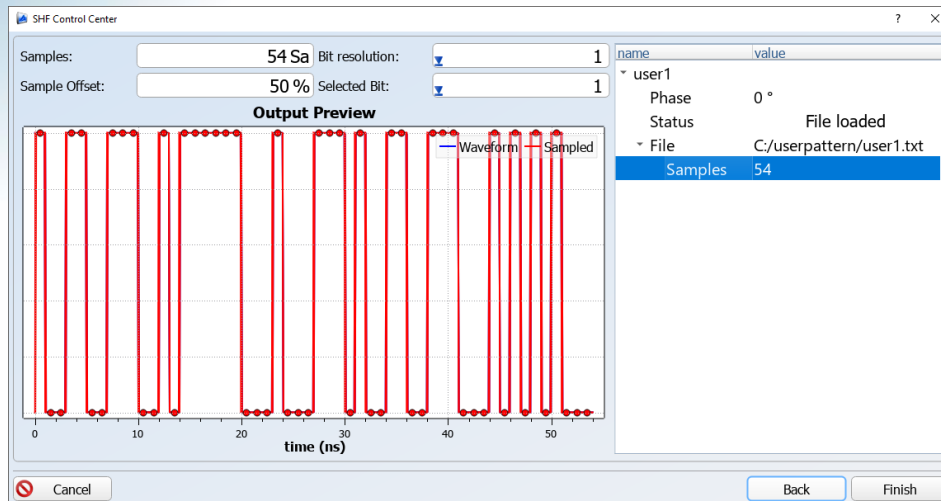 SHF Control Center ?
Samples: 54 Sa Bit resolution: 1
Sample Offset: 50 % Selected Bit: 1
Output Preview
Waveform Sampled
0 10 20 30 40 50
time (ns)
name value
user1
Phase 0 °
Status File loaded
File C:/userpattern/user1.txt
Samples 54
Cancel Back Finish